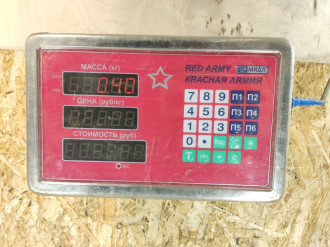 МАССА (кг)
0.40
RED ARMY МИДЛ
КРАСНАЯ АРМИЯ
ЦЕНА (руб/кг)
7 8 9 П1 П2
4 5 6 П3 П4
СТОИМОСТЬ (руб)
1 2 3 П5 П6
0
T